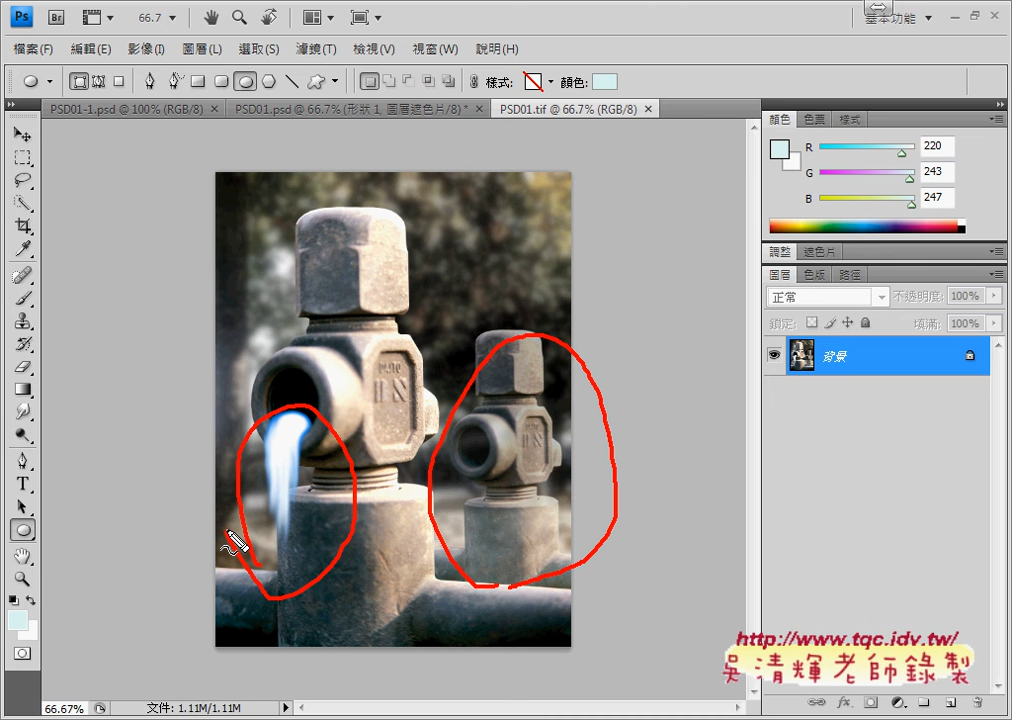 Ps Br 66.7 基本功能
檔案(F) 編輯(E) 影像(I) 圖層(L) 選取(S) 濾鏡(T) 檢視(V) 視窗(W) 說明(H)
樣式: 顏色:
PSD01-1.psd @ 100% (RGB/8) PSD01.psd @ 66.7% (形狀 1, 圖層遮色片/8) * PSD01.tif @ 66.7% (RGB/8)
顏色 色票 樣式
R 220
G 243
B 247
調整 遮色片
圖層 色版 路徑
正常 不透明度: 100%
鎖定: 填滿: 100%
背景
T
http://www.tqc.idv.tw/
吳清輝老師錄製
66.67% 文件: 1.11M/1.11M